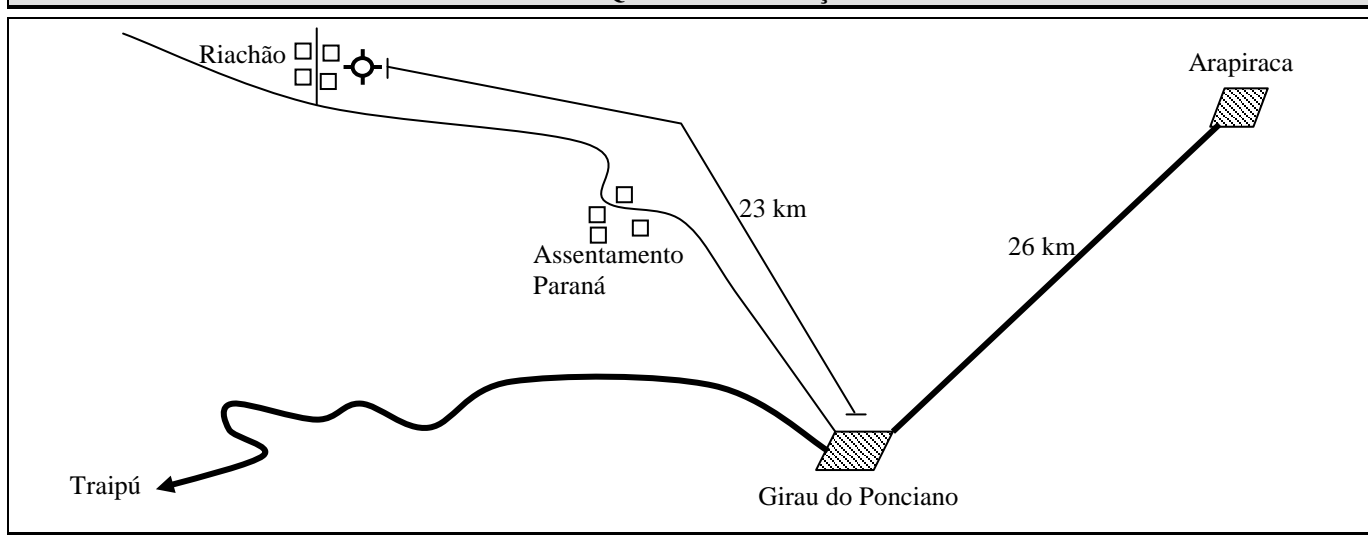 Riachão
Arapiraca
23 km
26 km
Assentamento
Paraná
Traipú
Girau do Ponciano